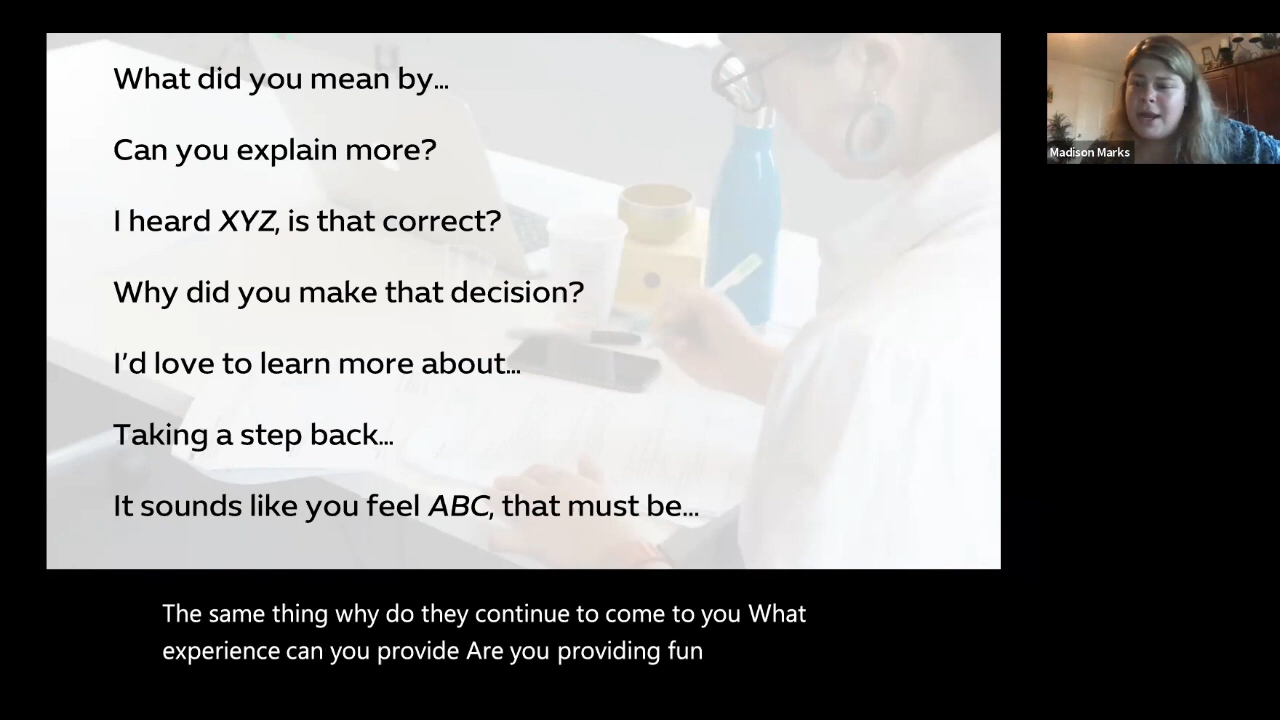 What did you mean by...
Can you explain more?
I heard XYZ, is that correct?
Why did you make that decision?
I'd love to learn more about...
Taking a step back...
It sounds like you feel ABC, that must be...
Madison Marks
The same thing why do they continue to come to you What
experience can you provide Are you providing fun